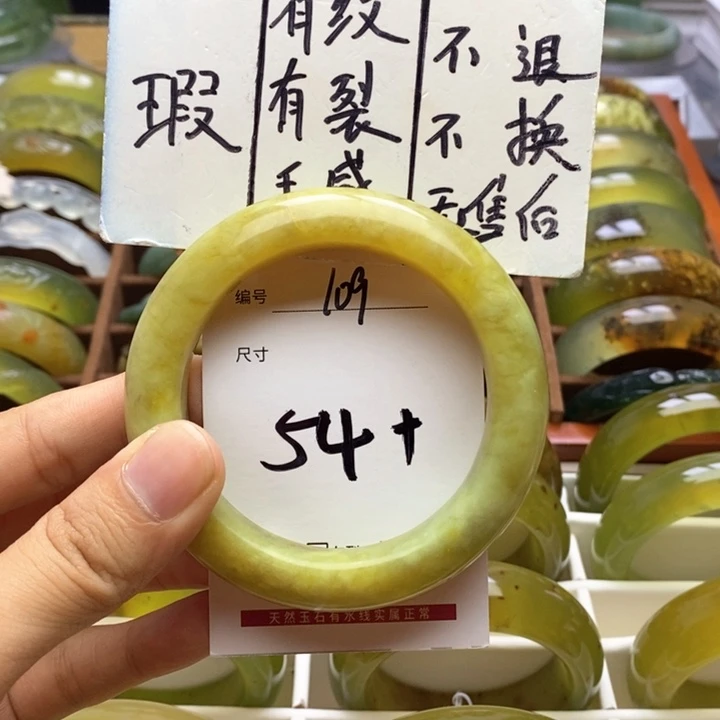 瑕
有纹
有裂
不退
不换
无售后
编号 109
尺寸
54+
天然玉石有水线实属正常